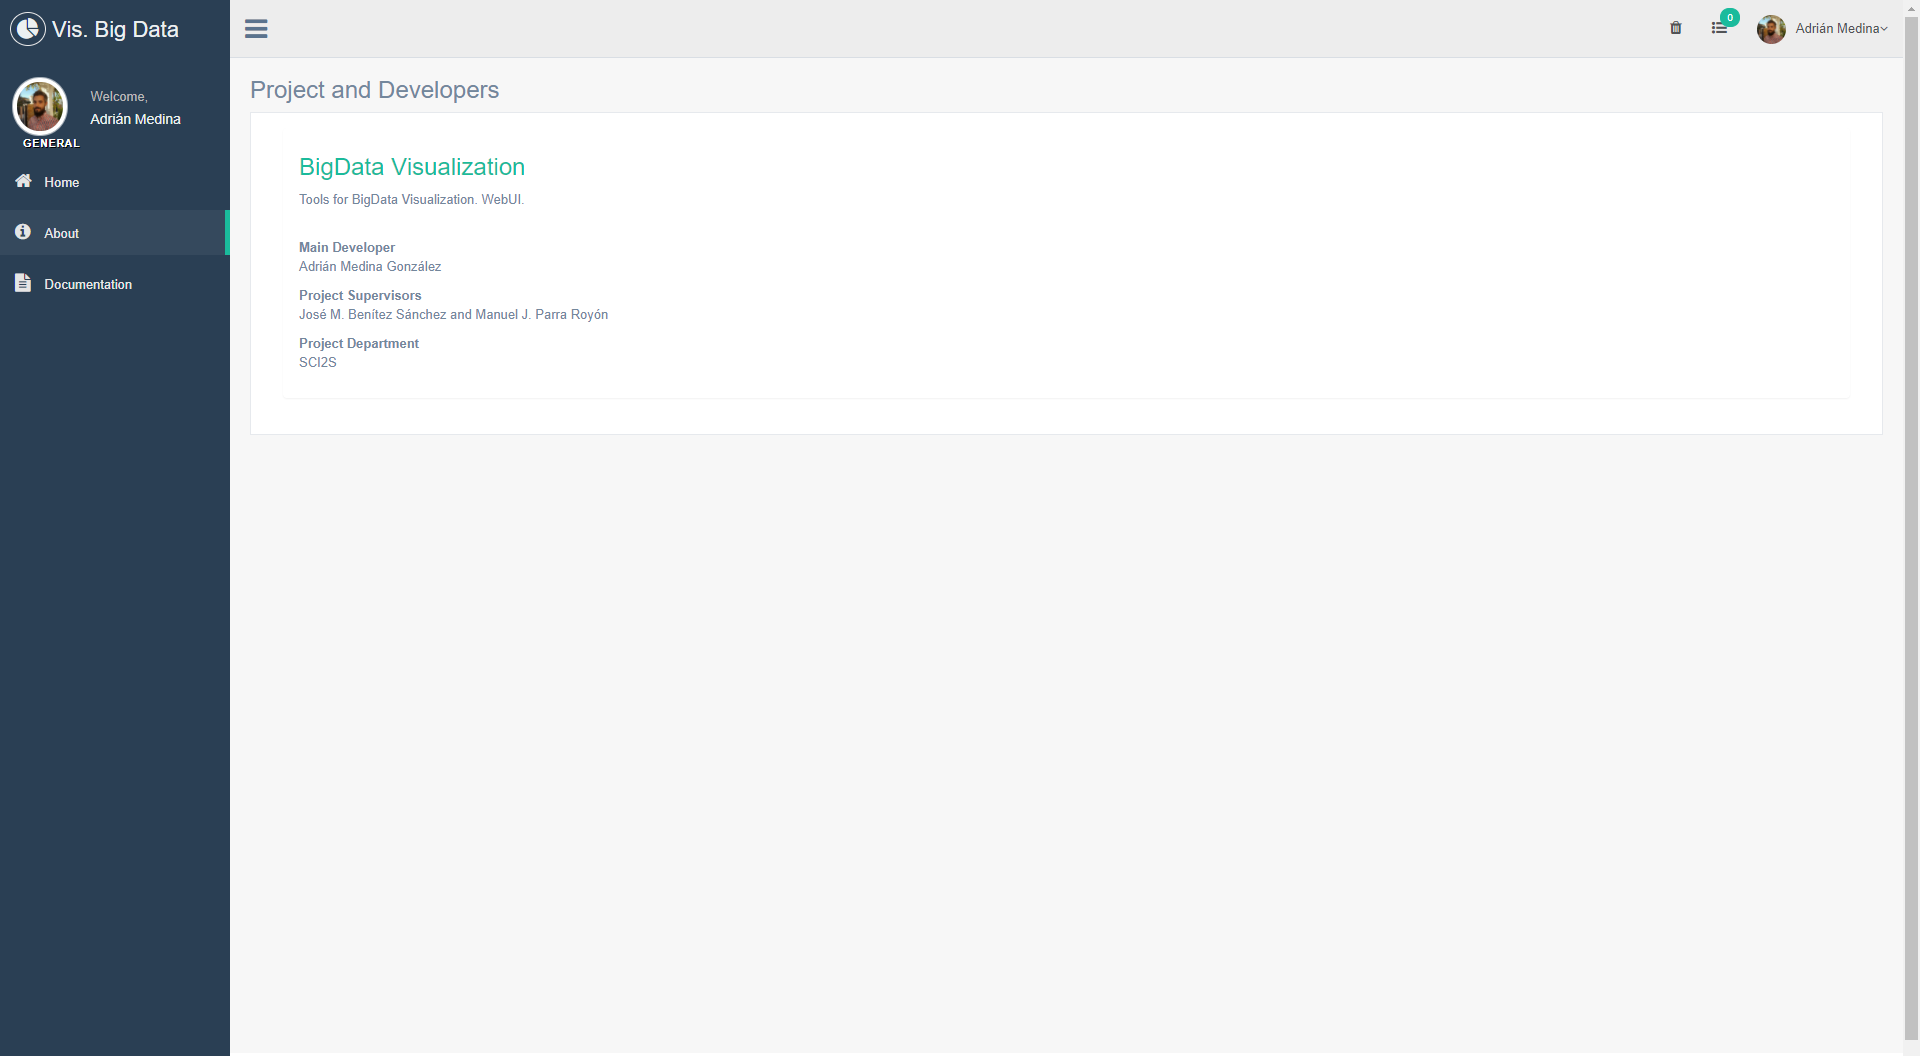 Vis. Big Data
0
Adrián Medina
Welcome,
Adrián Medina
GENERAL
Home
About
Documentation
Project and Developers
BigData Visualization
Tools for BigData Visualization. WebUI.
Main Developer
Adrián Medina González
Project Supervisors
José M. Benítez Sánchez and Manuel J. Parra Royón
Project Department
SCI2S